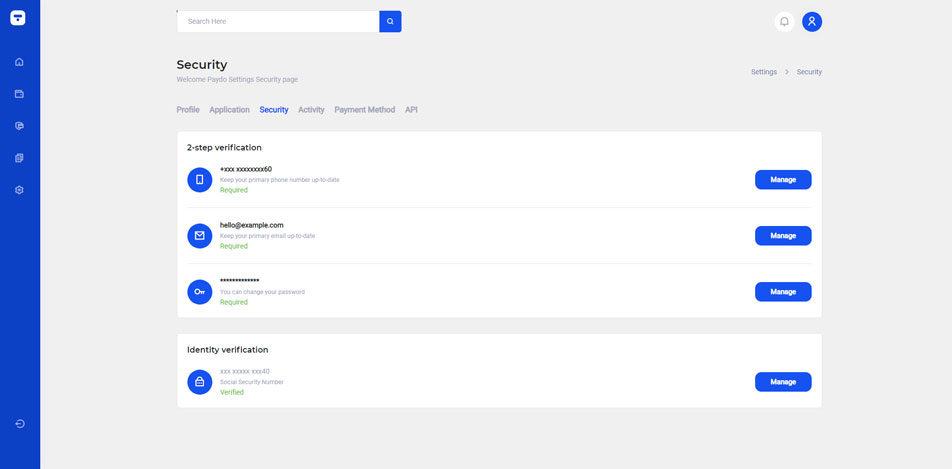 Search Here
Security
Welcome Paydo Settings Security page
Settings > Security
Profile Application Security Activity Payment Method API
2-step verification
+xxx xxxxxxxx60
Keep your primary phone number up-to-date
Required
Manage
hello@example.com
Keep your primary email up-to-date
Required
Manage
*************
You can change your password
Required
Manage
Identity verification
xxx xxxxx xxx40
Social Security Number
Verified
Manage